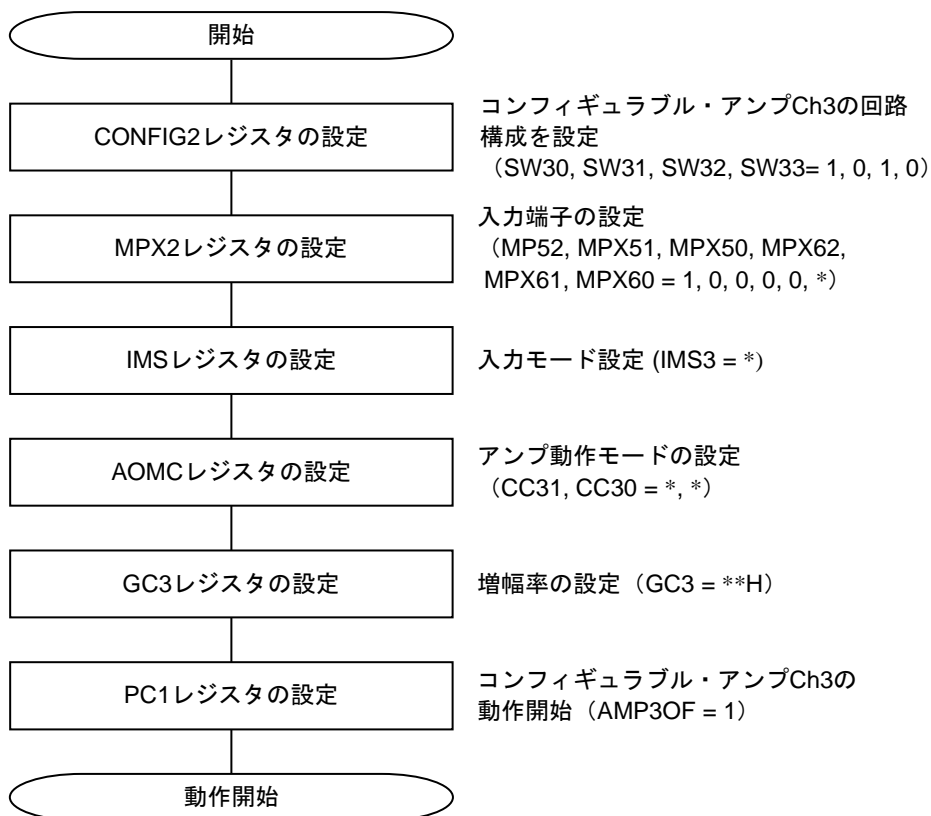 開始
CONFIG2レジスタの設定
コンフィギュラブル・アンプCh3の回路
構成を設定
（SW30, SW31, SW32, SW33= 1, 0, 1, 0）
MPX2レジスタの設定
入力端子の設定
（MP52, MPX51, MPX50, MPX62,
MPX61, MPX60 = 1, 0, 0, 0, 0, *）
IMSレジスタの設定
入力モード設定 (IMS3 = *)
AOMCレジスタの設定
アンプ動作モードの設定
（CC31, CC30 = *, *）
GC3レジスタの設定
増幅率の設定（GC3 = **H）
PC1レジスタの設定
コンフィギュラブル・アンプCh3の
動作開始（AMP3OF = 1）
動作開始